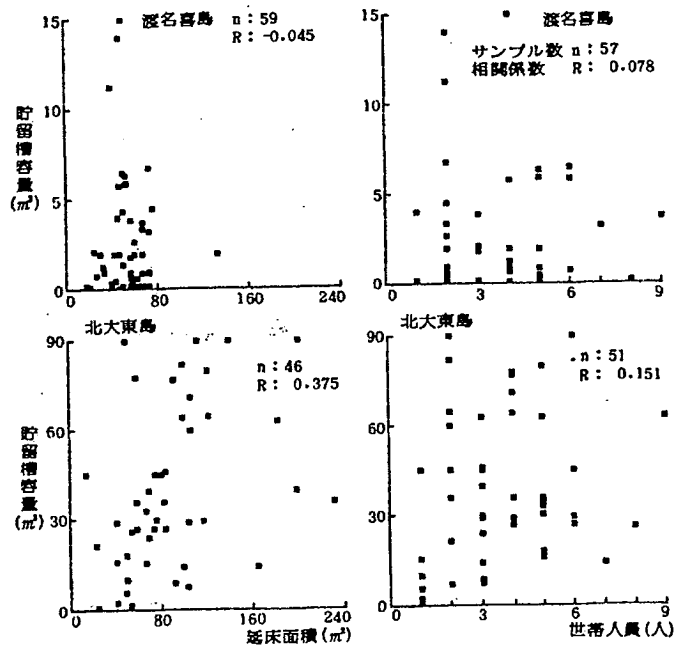 渡名喜島 n:59
R:-0.045
15
10
5
0
貯留槽容量(㎥)
0 80 160 240
渡名喜島
サンプル数 n:57
相関係数 R: 0.078
15
10
5
0
0 3 6 9
北大東島
n:46
R: 0.375
90
60
30
0
貯留槽容量(㎥)
0 80 160 240
延床面積(㎡)
北大東島
n:51
R: 0.151
90
60
30
0
0 3 6 9
世帯人員(人)